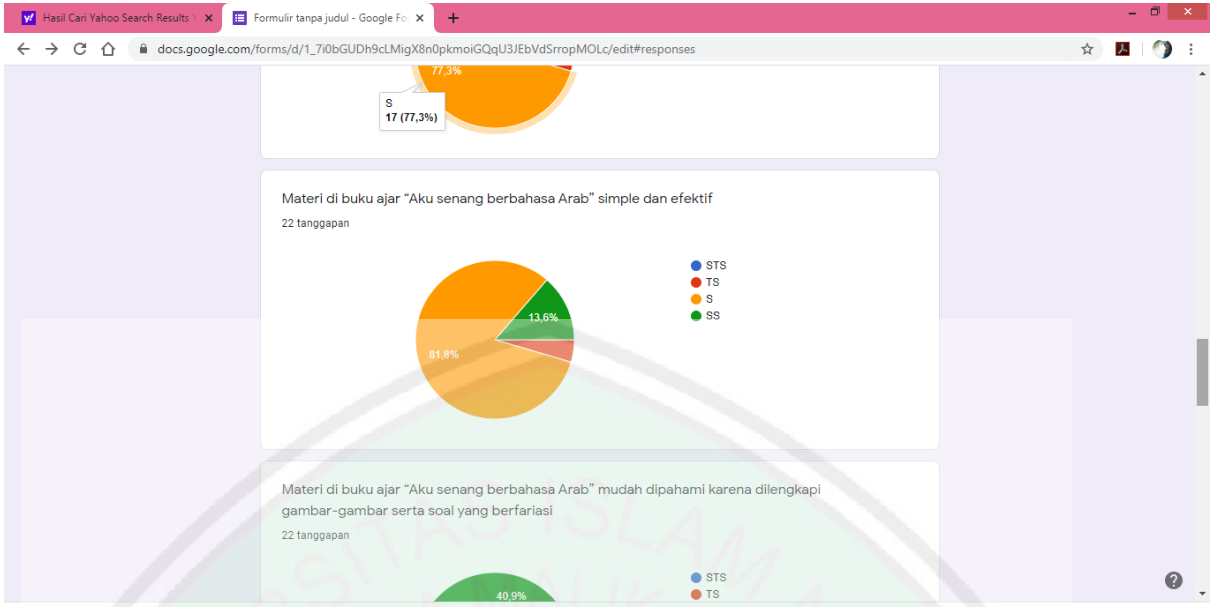 Hasil Cari Yahoo Search Results
Formulir tanpa judul - Google Fo
docs.google.com/forms/d/1_7i0bGUDh9cLMigX8n0pkmoiGQqU3JEbVdSrropMOLc/edit#responses
77,3%
S
17 (77,3%)
Materi di buku ajar “Aku senang berbahasa Arab” simple dan efektif
22 tanggapan
STS
TS
S
SS
13,6%
81,8%
Materi di buku ajar “Aku senang berbahasa Arab” mudah dipahami karena dilengkapi
gambar-gambar serta soal yang berfariasi
22 tanggapan
STS
TS
40,9%